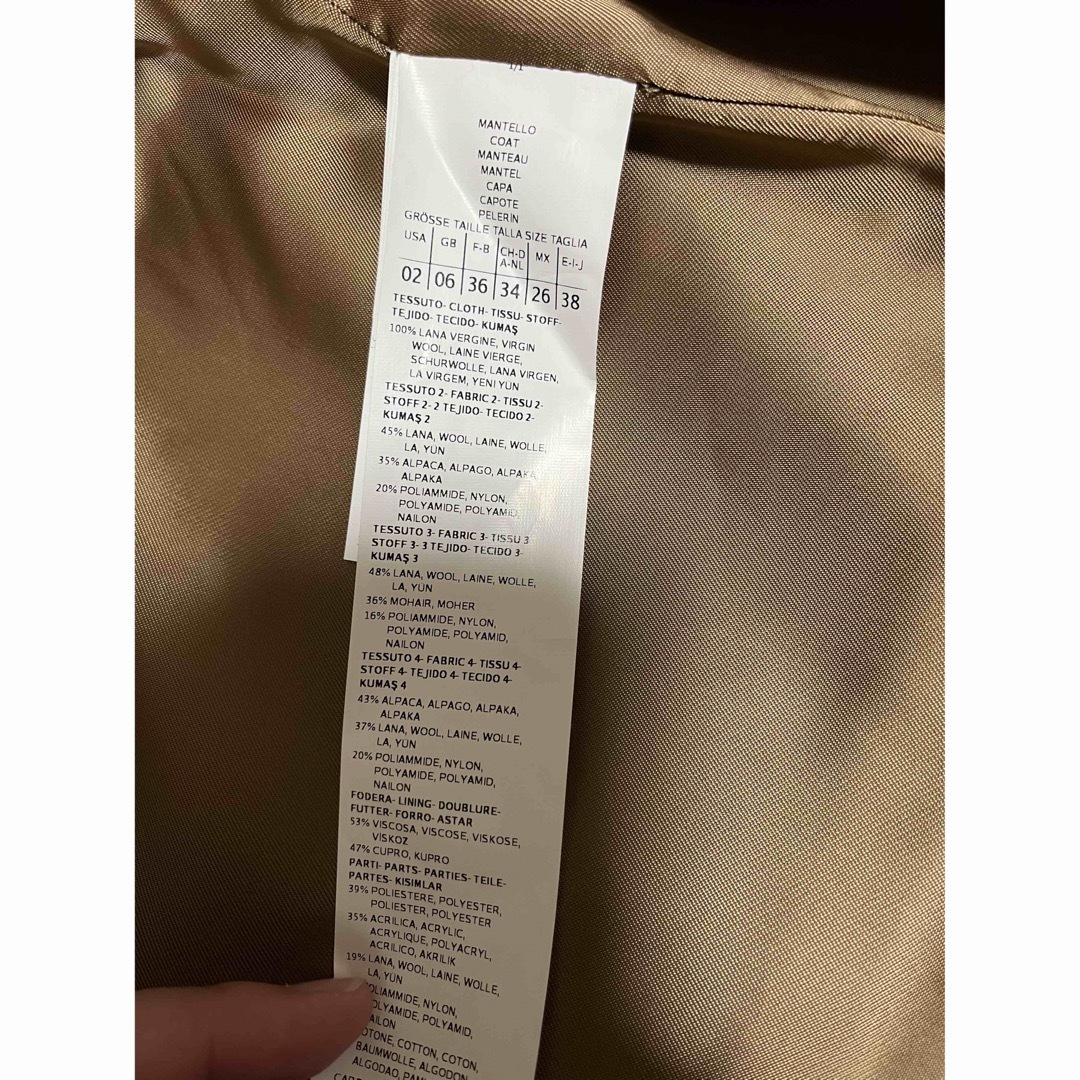 1/1
MANTELLO
COAT
MANTEAU
MANTEL
CAPA
CAPOTE
PELERIN
GRÖSSE TAILLE TALLA SIZE TAGLIA
USA GB F-B CH-D A-NL MX E-I-J
02 06 36 34 26 38
TESSUTO- CLOTH- TISSU- STOFF-
TEJIDO- TECIDO- KUMAŞ
100% LANA VERGINE, VIRGIN
WOOL, LAINE VIERGE,
SCHURWOLLE, LANA VIRGEN,
LA VIRGEM, YENI YUN
TESSUTO 2- FABRIC 2- TISSU 2-
STOFF 2- 2 TEJIDO- TECIDO 2-
KUMAŞ 2
45% LANA, WOOL, LAINE, WOLLE,
LA, YUN
35% ALPACA, ALPAGO, ALPAKA,
ALPAKA
20% POLIAMMIDE, NYLON,
POLYAMIDE, POLYAMID,
NAILON
TESSUTO 3- FABRIC 3- TISSU 3
STOFF 3- 3 TEJIDO- TECIDO 3-
KUMAŞ 3
48% LANA, WOOL, LAINE, WOLLE,
LA, YUN
36% MOHAIR, MOHER
16% POLIAMMIDE, NYLON,
POLYAMIDE, POLYAMID,
NAILON
TESSUTO 4- FABRIC 4- TISSU 4-
STOFF 4- TEJIDO 4- TECIDO 4-
KUMAŞ 4
43% ALPACA, ALPAGO, ALPAKA,
ALPAKA
37% LANA, WOOL, LAINE, WOLLE,
LA, YUN
20% POLIAMMIDE, NYLON,
POLYAMIDE, POLYAMID,
NAILON
FODERA- LINING- DOUBLURE-
FUTTER- FORRO- ASTAR
53% VISCOSA, VISCOSE, VISKOSE,
VISKOZ
47% CUPRO, KUPRO
PARTI- PARTS- PARTIES- TEILE-
PARTES- KISIMLAR
39% POLIESTERE, POLYESTER,
POLIESTER, POLYESTER
35% ACRILICA, ACRYLIC,
ACRYLIQUE, POLYACRYL,
ACRILICO, AKRILIK
19% LANA, WOOL, LAINE, WOLLE,
LA, YUN
OLIAMMIDE, NYLON,
OLYAMIDE, POLYAMID,
AILON
OTONE, COTTON, COTON,
BAUMWOLLE, ALGODON,
ALGODAO,